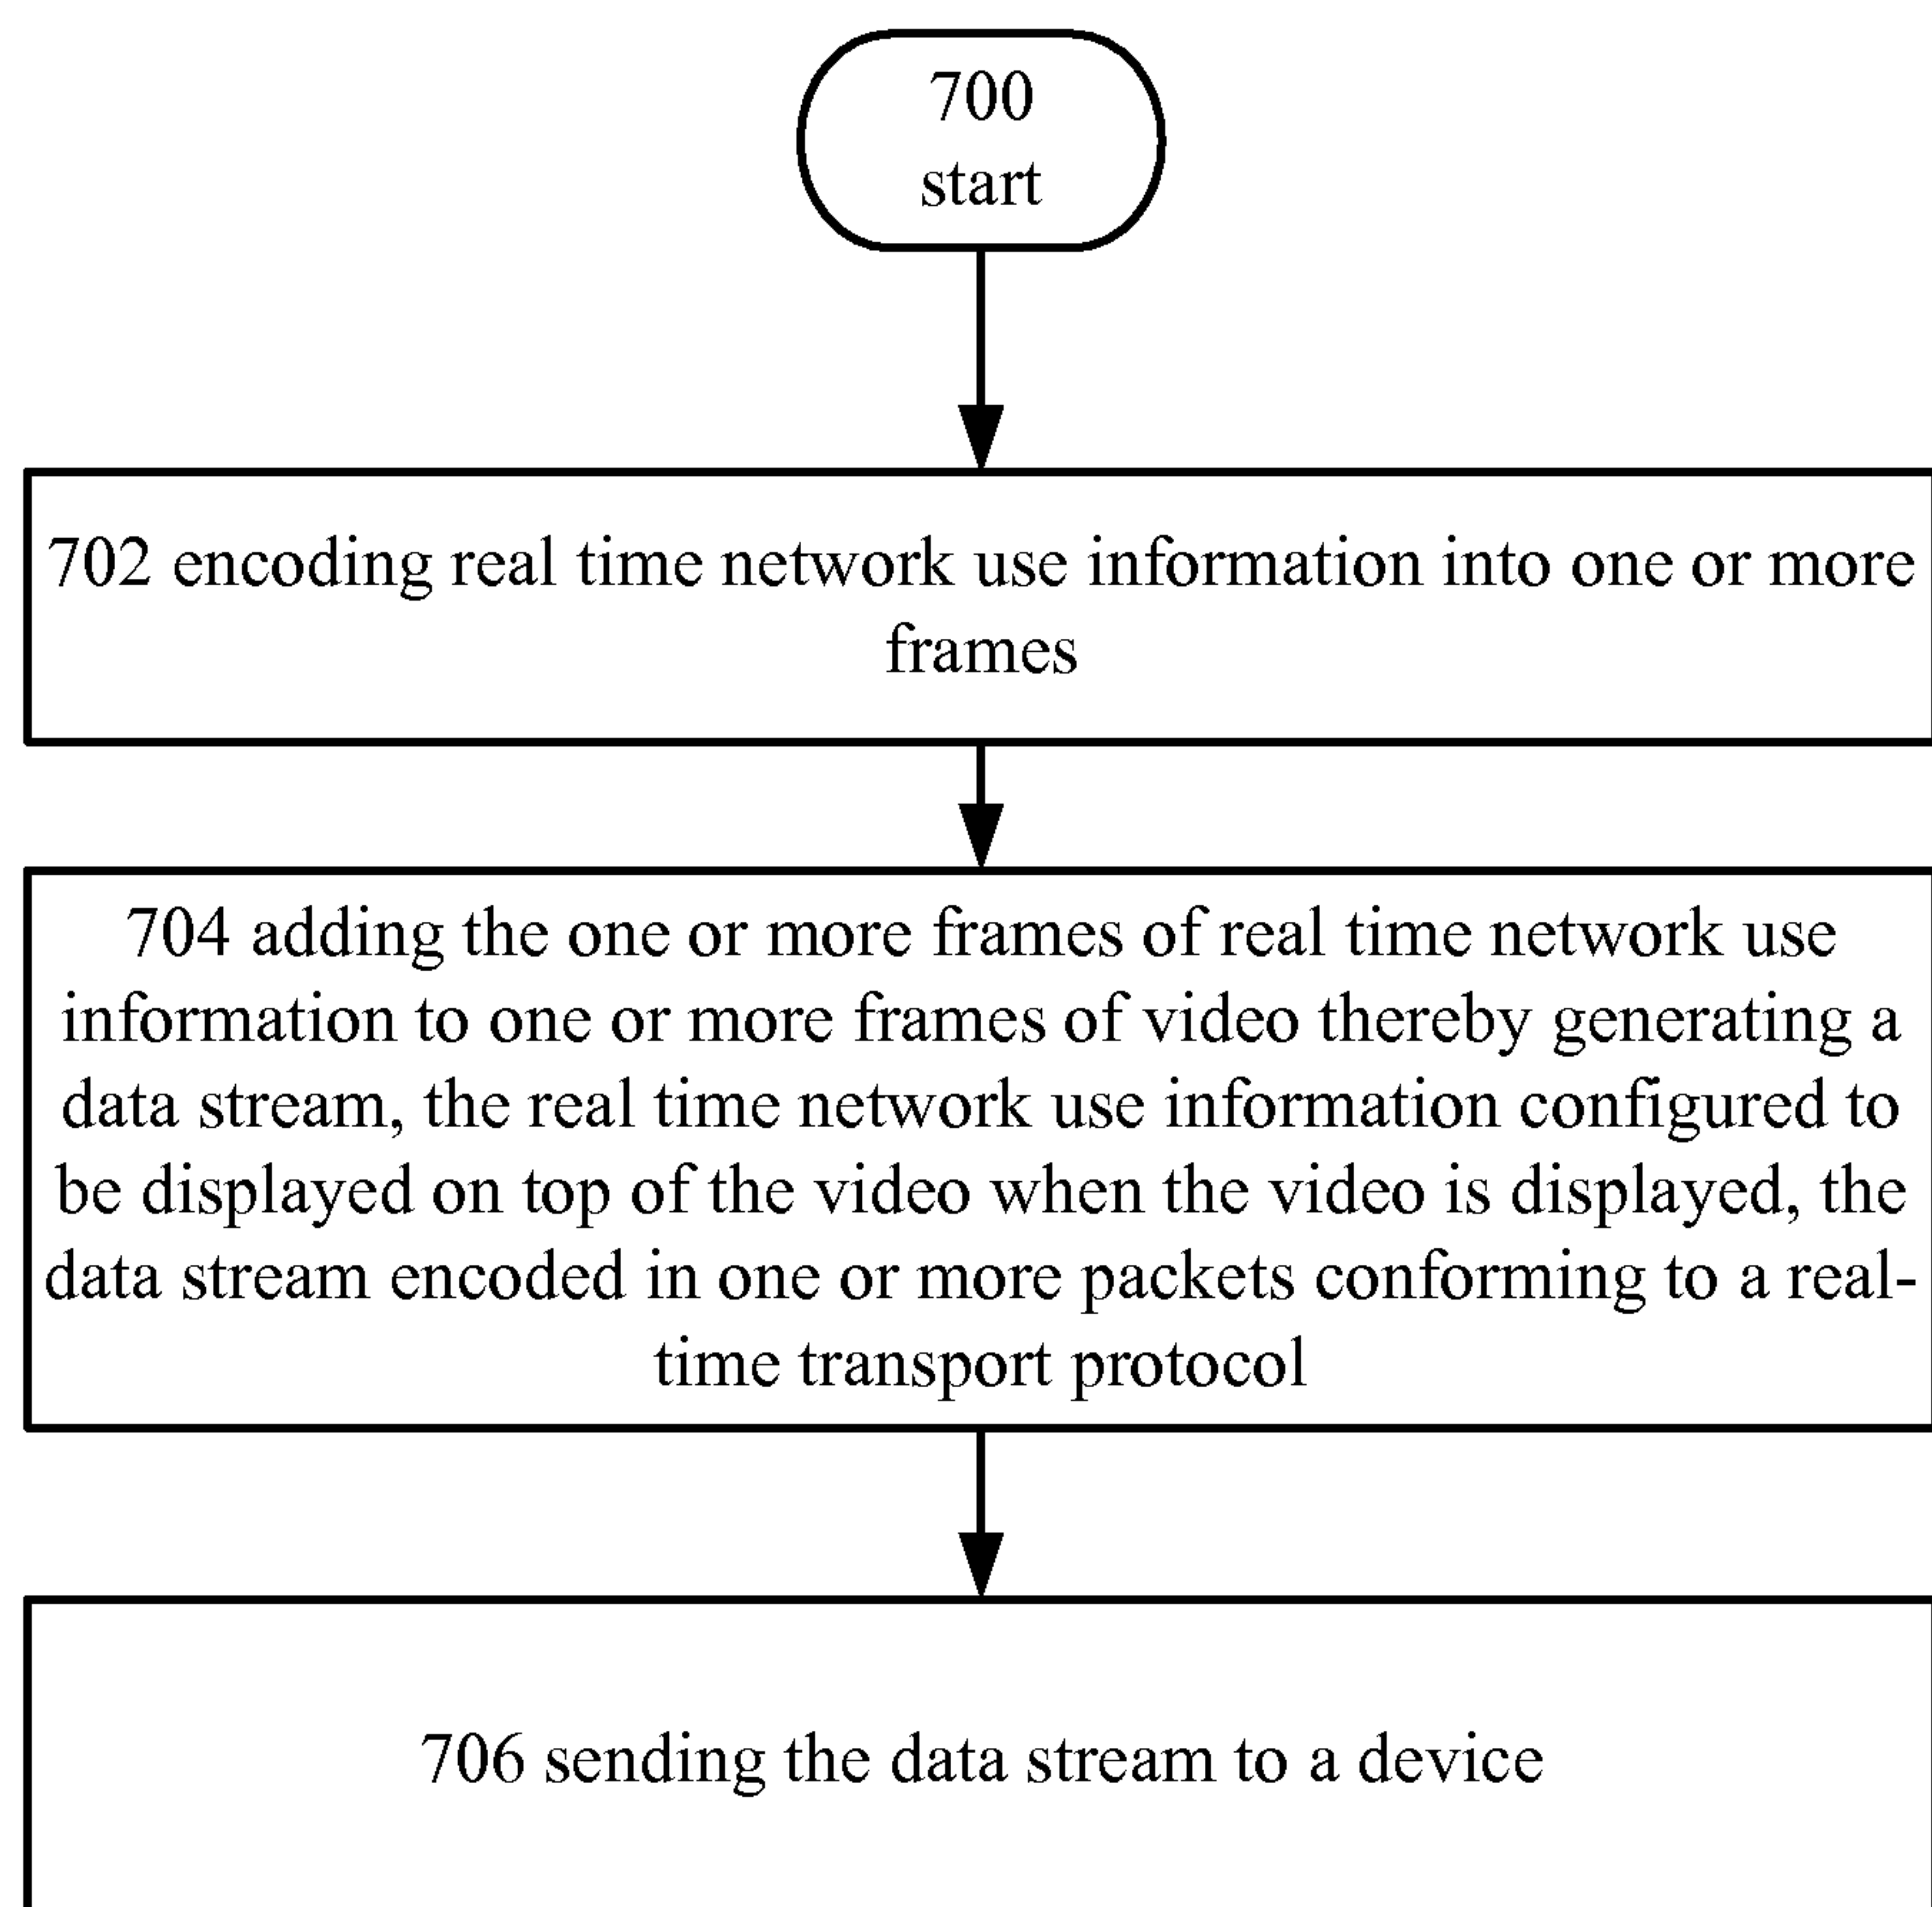 700
start
702 encoding real time network use information into one or more
frames
704 adding the one or more frames of real time network use
information to one or more frames of video thereby generating a
data stream, the real time network use information configured to
be displayed on top of the video when the video is displayed, the
data stream encoded in one or more packets conforming to a real-
time transport protocol
706 sending the data stream to a device